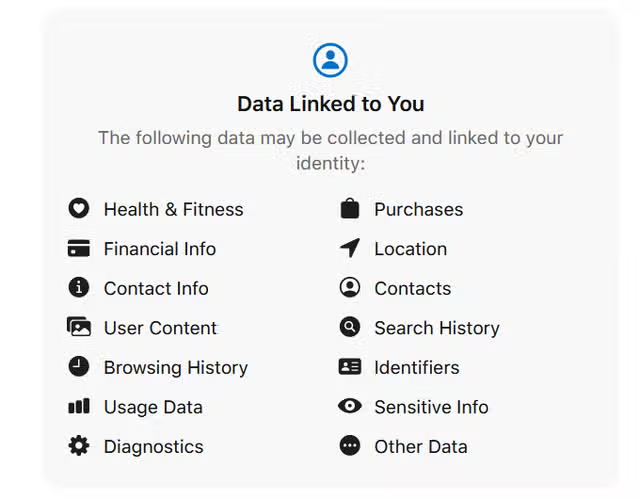 Data Linked to You
The following data may be collected and linked to your
identity:
Health & Fitness
Purchases
Financial Info
Location
Contact Info
Contacts
User Content
Search History
Browsing History
Identifiers
Usage Data
Sensitive Info
Diagnostics
Other Data